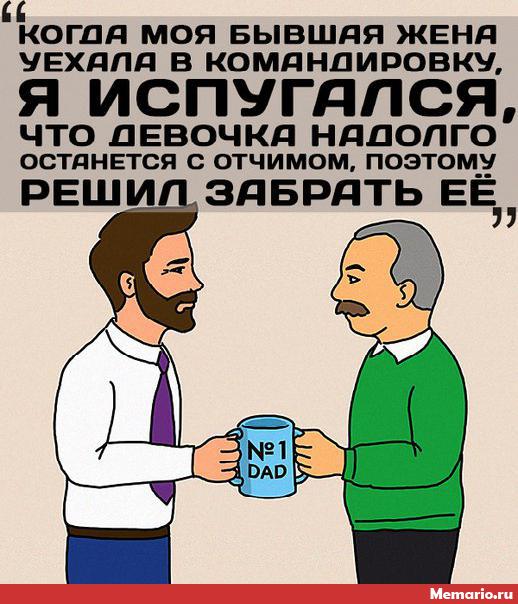 “
КОГДА МОЯ БЫВШАЯ ЖЕНА
УЕХАЛА В КОМАНДИРОВКУ,
Я ИСПУГАЛСЯ,
ЧТО ДЕВОЧКА НАДОЛГО
ОСТАНЕТСЯ С ОТЧИМОМ, ПОЭТОМУ
РЕШИЛ ЗАБРАТЬ ЕЁ
”
№1
DAD
Memario.ru